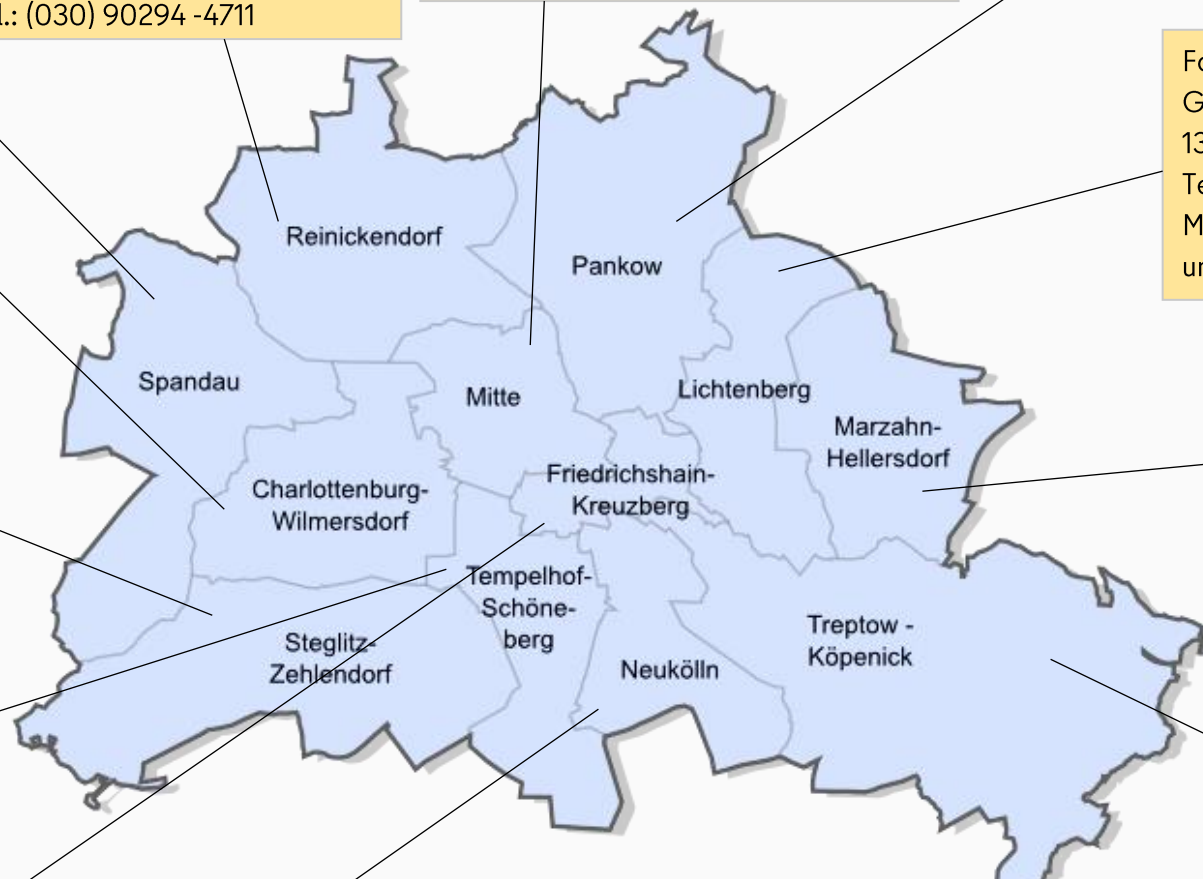 l.: (030) 90294 -4711
Reinickendorf
Pankow
Spandau
Mitte
Lichtenberg
Marzahn-
Hellersdorf
Charlottenburg-
Wilmersdorf
Friedrichshain-
Kreuzberg
Tempelhof-
Schöne-
berg
Steglitz-
Zehlendorf
Neukölln
Treptow -
Köpenick
13